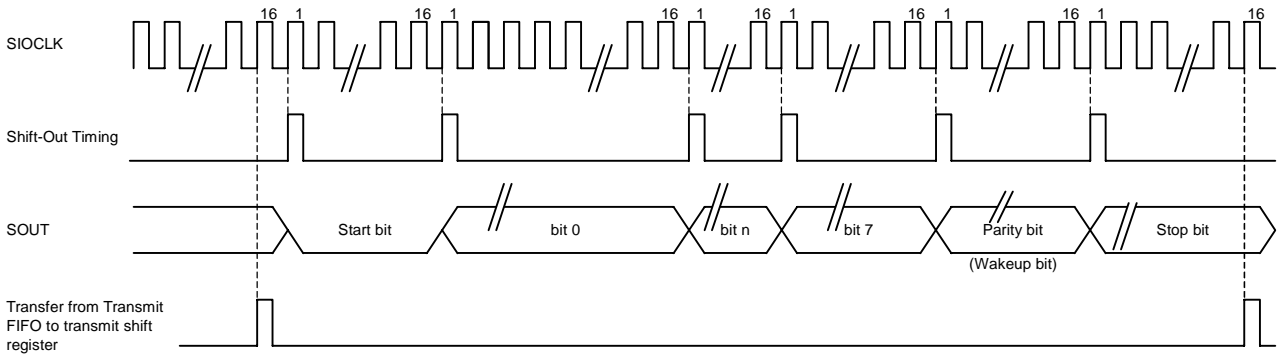 16 1 16 1 16 1 16 1 16 1 16 1 16
SIOCLK
Shift-Out Timing
SOUT
Start bit
bit 0
bit n
bit 7
Parity bit
(Wakeup bit)
Stop bit
Transfer from Transmit
FIFO to transmit shift
register